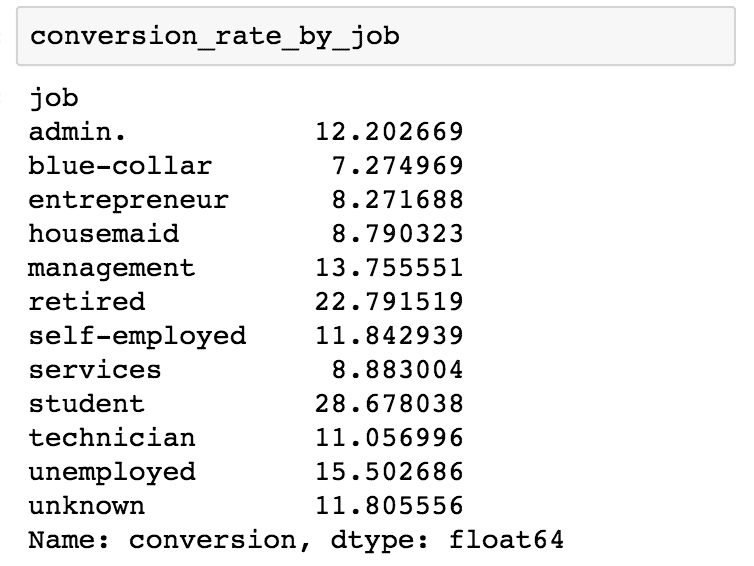 conversion_rate_by_job
job
admin. 12.202669
blue-collar 7.274969
entrepreneur 8.271688
housemaid 8.790323
management 13.755551
retired 22.791519
self-employed 11.842939
services 8.883004
student 28.678038
technician 11.056996
unemployed 15.502686
unknown 11.805556
Name: conversion, dtype: float64